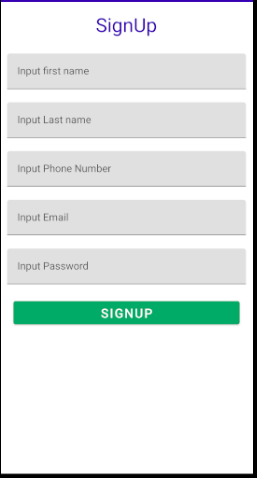 SignUp
Input first name
Input Last name
Input Phone Number
Input Email
Input Password
SIGNUP